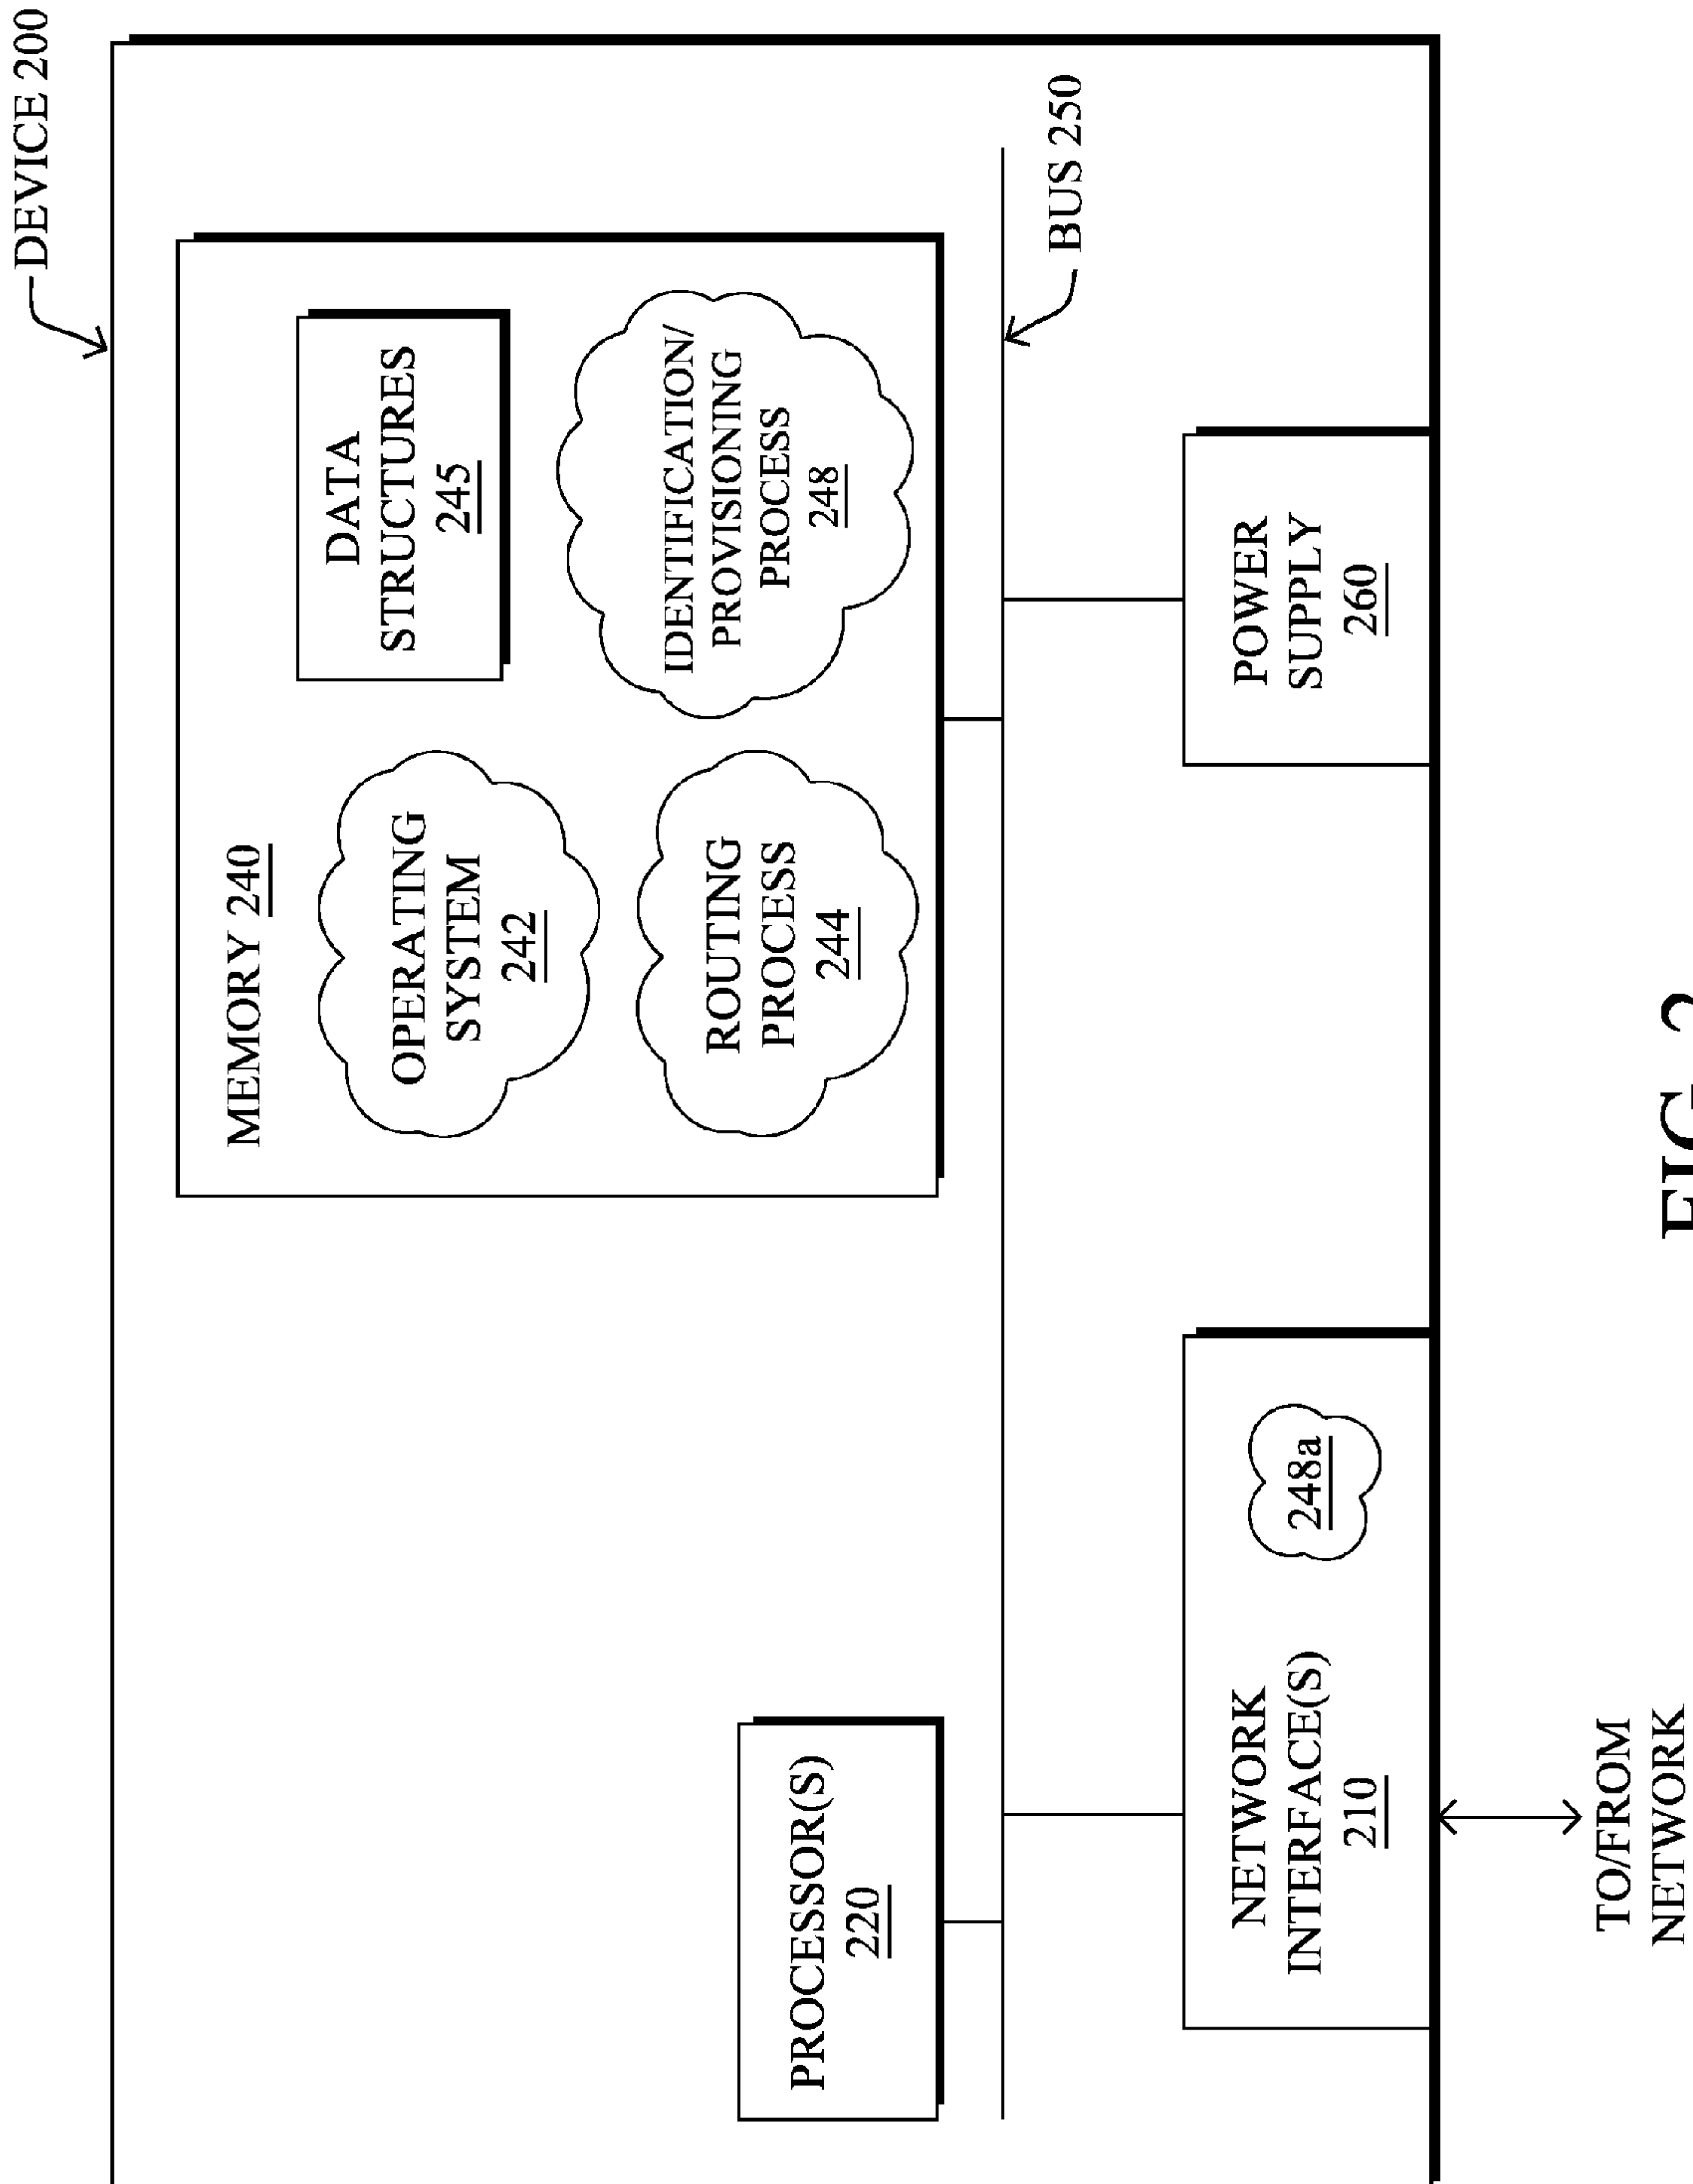 DEVICE 200
MEMORY 240
OPERATING
SYSTEM
242
DATA
STRUCTURES
245
ROUTING
PROCESS
244
IDENTIFICATION/
PROVISIONING
PROCESS
248
PROCESSOR(S)
220
BUS 250
NETWORK
INTERFACE(S)
210
248a
POWER
SUPPLY
260
TO/FROM
NETWORK